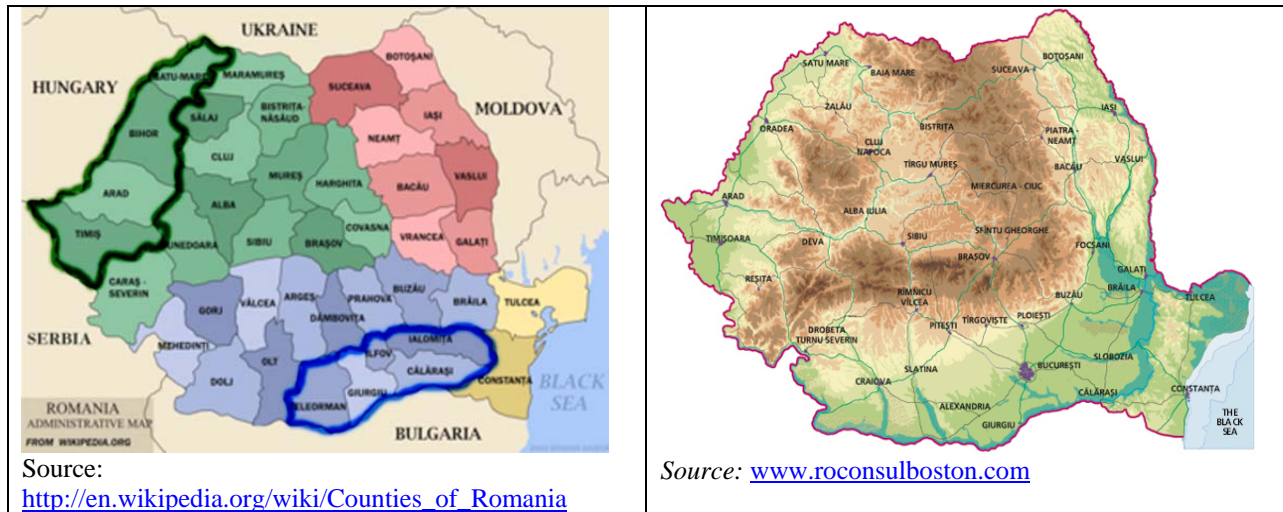 UKRAINE
BOTOȘANI
SATU-MARE
MARAMUREȘ
SUCEAVA
HUNGARY
MOLDOVA
SĂLAJ
BISTRIȚA-
NĂSĂUD
IAȘI
BIHOR
NEAMȚ
CLUJ
MUREȘ
HARGHITA
BACĂU
VASLUI
ARAD
ALBA
COVASNA
TIMIȘ
UNEDOARA
SIBIU
BRAȘOV
VRANCEA
GALAȚI
CARAȘ -
SEVERIN
BUZĂU
VÂLCEA
ARGEȘ
PRAHOVA
BRĂILA
TULCEA
GORJ
DÂMBOVIȚA
SERBIA
MEHEDINȚI
IALOMIȚA
ILFOV
OLT
CĂLĂRAȘI
CONSTANȚA
DOLJ
GIURGIU
BLACK
SEA
ELEORMAN
ROMANIA
ADMINISTRATIVE MAP
FROM WIKIPEDIA.ORG
BULGARIA
Source:
http://en.wikipedia.org/wiki/Counties_of_Romania
SATU MARE
BAIA MARE
SUCEAVA
BOTOȘANI
ZALĂU
IAȘI
ORADEA
BISTRIȚA
CLUJ
NAPOCA
PIATRA -
NEAMȚ
TÎRGU MUREȘ
BACĂU
VASLUI
MIERCUREA - CIUC
ARAD
ALBA IULIA
TIMIȘOARA
DEVA
SIBIU
SFÎNTU GHEORGHE
BRAȘOV
FOCȘANI
GALAȚI
REȘIȚA
RÎMNICU
VÎLCEA
BUZĂU
BRĂILA
TULCEA
PITEȘTI
TÎRGOVIȘTE
PLOIEȘTI
DROBETA
TURNU SEVERIN
SLATINA
BUCUREȘTI
SLOBOZIA
CRAIOVA
CĂLĂRAȘI
CONSTANȚA
ALEXANDRIA
GIURGIU
THE
BLACK
SEA
Source: www.roconsulboston.com